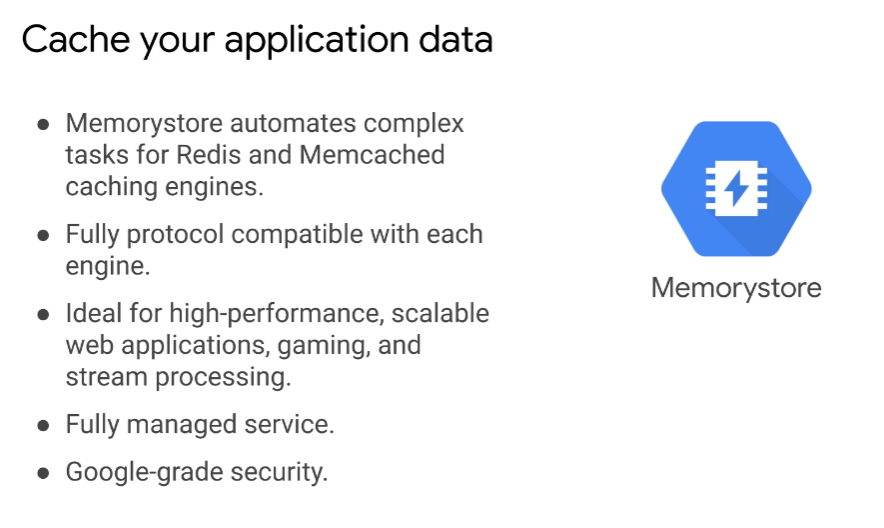 Cache your application data
● Memorystore automates complex
tasks for Redis and Memcached
caching engines.
● Fully protocol compatible with each
engine.
● Ideal for high-performance, scalable
web applications, gaming, and
stream processing.
● Fully managed service.
● Google-grade security.
Memorystore